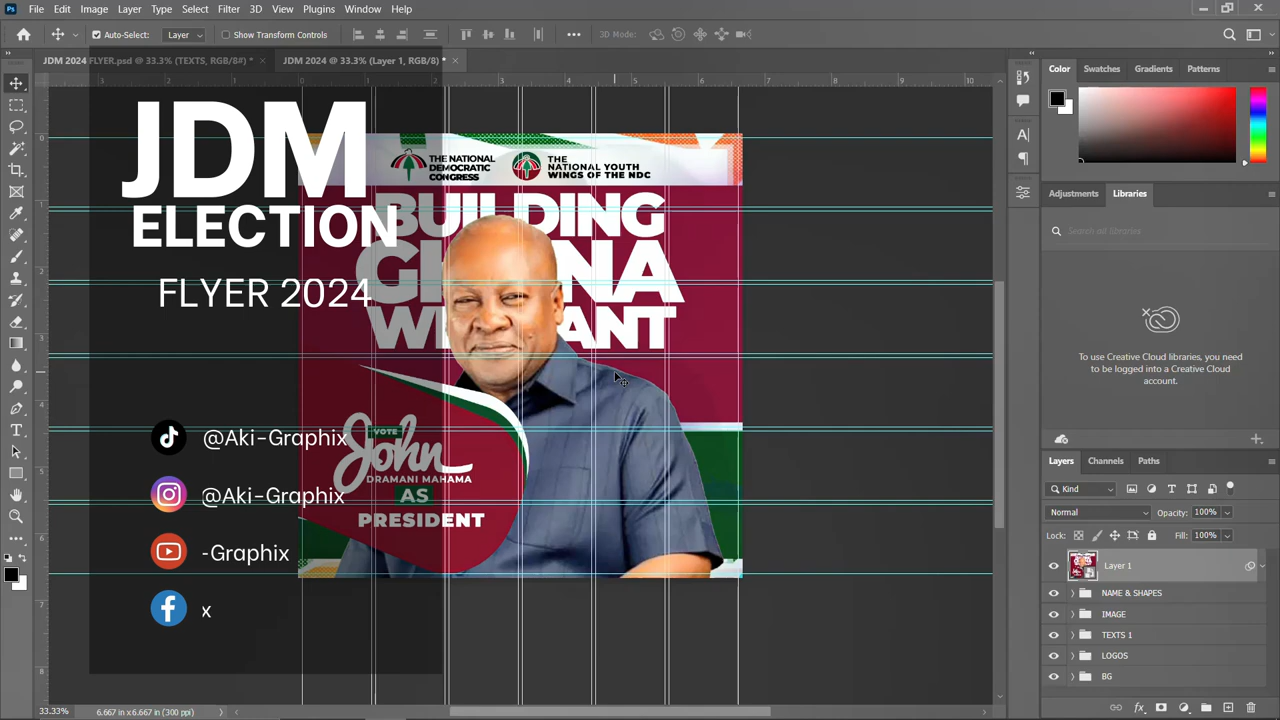 Ps File Edit Image Layer Type Select Filter 3D View Plugins Window Help
Auto-Select: Layer Show Transform Controls 3D Mode:
JDM 2024 FLYER.psd @ 33.3% (TEXTS, RGB/8#) * JDM 2024 @ 33.3% (Layer 1, RGB/8) *
JDM
ELECTION
FLYER 2024
@Aki-Graphix
@Aki-Graphix
-Graphix
x
THE NATIONAL
DEMOCRATIC
CONGRESS
THE
NATIONAL YOUTH
WINGS OF THE NDC
BUILDING
WANT
VOTE
John
DRAMANI MAHAMA
AS
PRESIDENT
Color Swatches Gradients Patterns
Adjustments Libraries
Search all libraries
To use Creative Cloud libraries, you need
to be logged into a Creative Cloud
account.
Layers Channels Paths
Kind
Normal Opacity: 100%
Lock: Fill: 100%
Layer 1
NAME & SHAPES
IMAGE
TEXTS 1
LOGOS
BG
33.33% 6.667 in x 6.667 in (300 ppi)